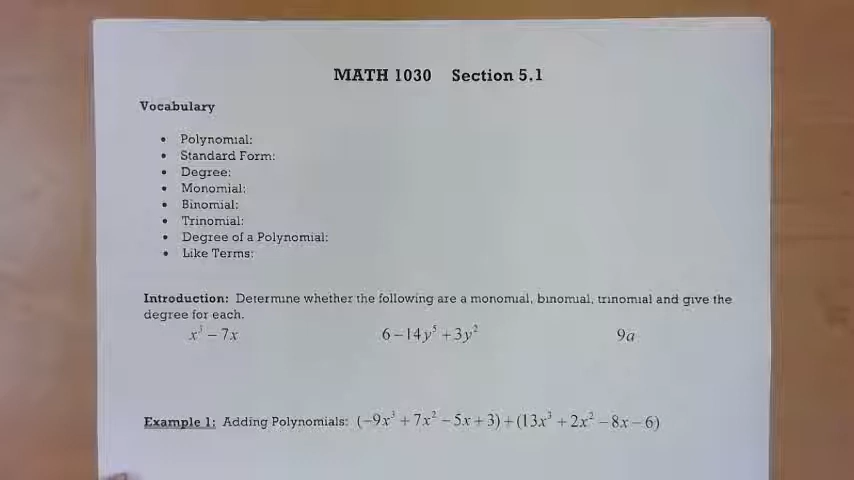 MATH 1030 Section 5.1
Vocabulary
• Polynomial:
• Standard Form:
• Degree:
• Monomial:
• Binomial:
• Trinomial:
• Degree of a Polynomial:
• Like Terms:
Introduction: Determine whether the following are a monomial, binomial, trinomial and give the
degree for each.
x³ – 7x 6 – 14y⁵ + 3y² 9a
Example 1: Adding Polynomials: (–9x³ + 7x² – 5x + 3) + (13x³ + 2x² – 8x – 6)